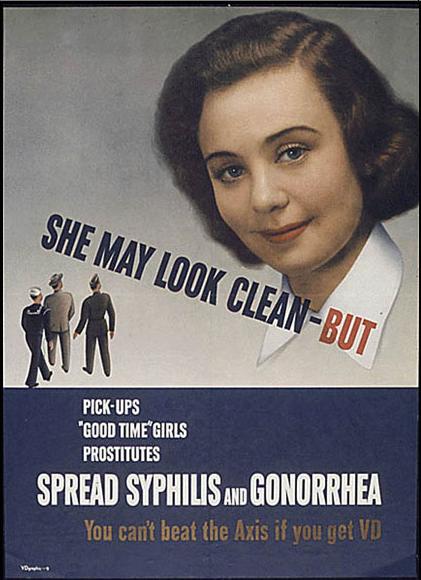 SHE MAY LOOK CLEAN-BUT
PICK-UPS
"GOOD TIME" GIRLS
PROSTITUTES
SPREAD SYPHILIS AND GONORRHEA
You can't beat the Axis if you get VD